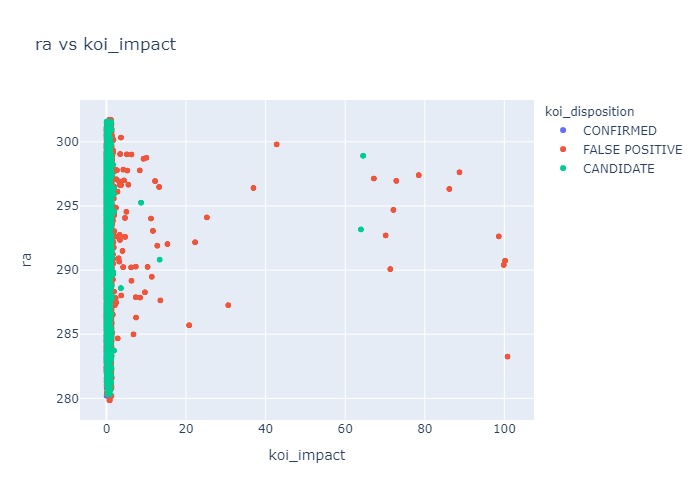 ra vs koi_impact
koi_disposition
CONFIRMED
FALSE POSITIVE
CANDIDATE
300
295
290
285
280
ra
0 20 40 60 80 100
koi_impact